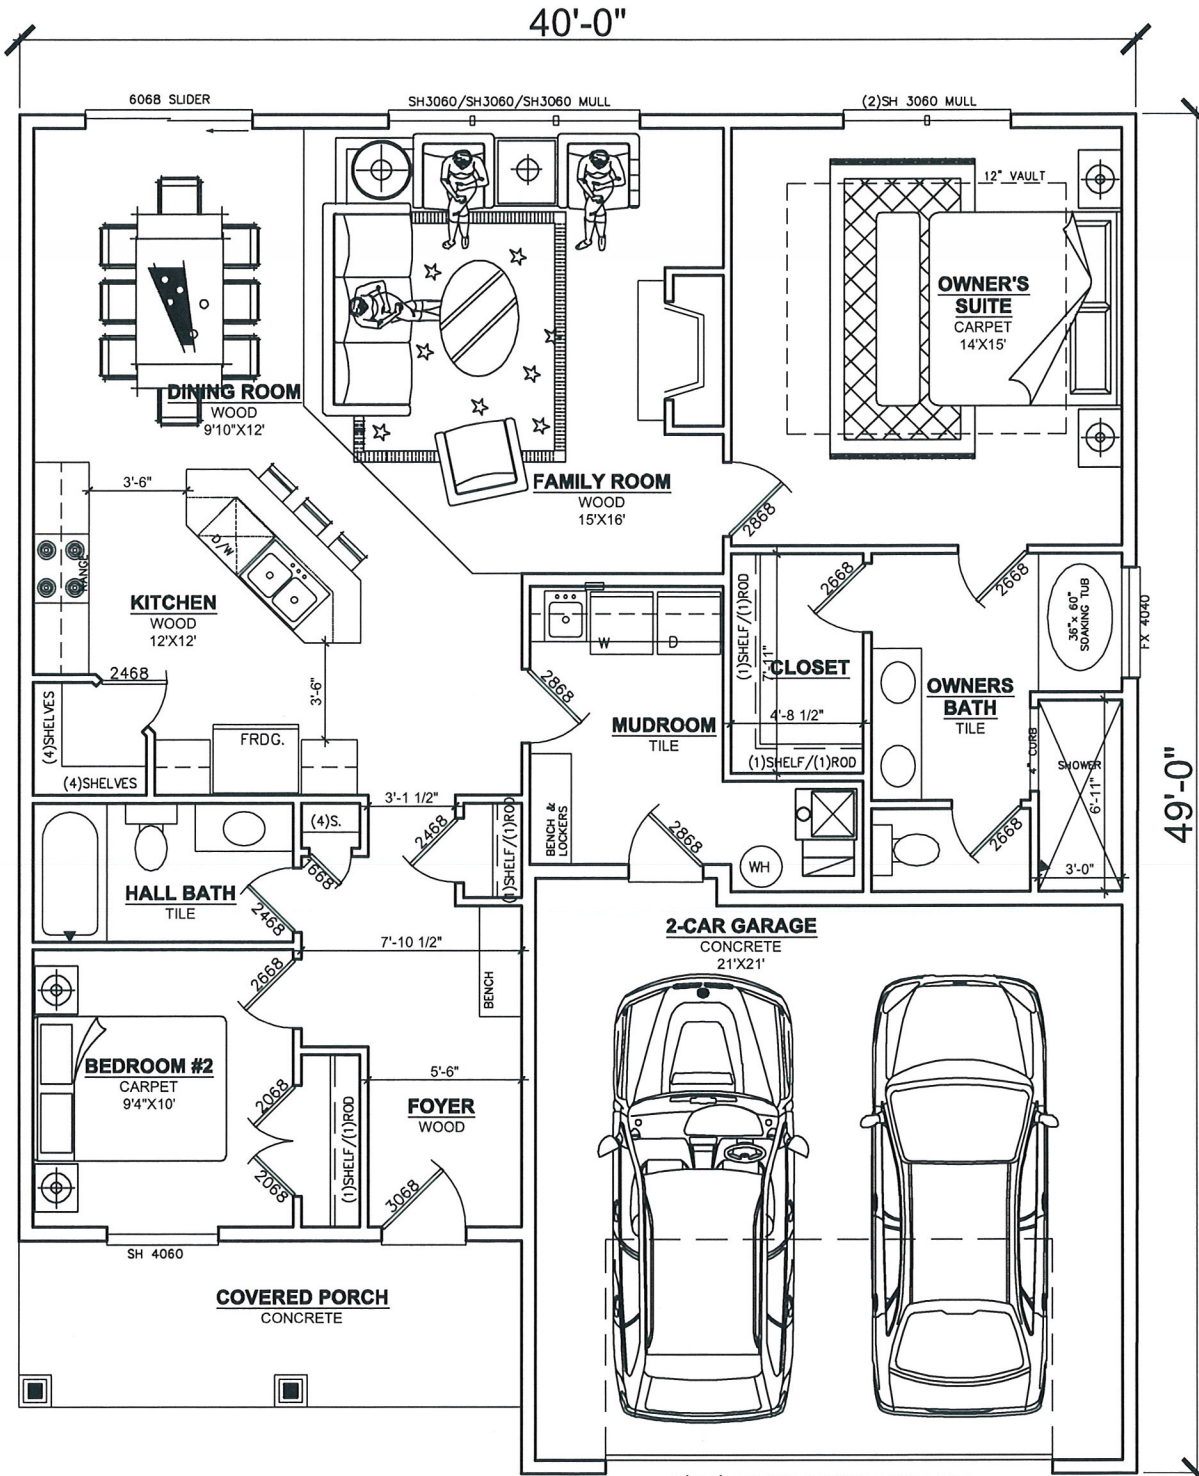 40'-0"
6068 SLIDER
SH3060/SH3060/SH3060 MULL
(2)SH 3060 MULL
12" VAULT
OWNER'S
SUITE
CARPET
14'X15'
DINING ROOM
WOOD
9'10"X12'
FAMILY ROOM
WOOD
15'X16'
3'-6"
2868
D/W
RANGE
KITCHEN
WOOD
12'X12'
2668
2668
36"x 60"
SOAKING TUB
FX 4040
(1)SHELF/(1)ROD
7'-11"
CLOSET
4'-8 1/2"
(1)SHELF/(1)ROD
W
D
2468
2868
3'-6"
OWNERS
BATH
TILE
MUDROOM
TILE
(4)SHELVES
(4)SHELVES
FRDG.
4" CURB
SHOWER
6'-11"
3'-0"
49'-0"
3'-1 1/2"
(4)S.
2468
(1)SHELF/(1)ROD
BENCH &
LOCKERS
2868
2668
WH
1668
HALL BATH
TILE
2468
2-CAR GARAGE
CONCRETE
21'X21'
7'-10 1/2"
2668
BENCH
BEDROOM #2
CARPET
9'4"X10'
5'-6"
2068
FOYER
WOOD
(1)SHELF/(1)ROD
2068
3068
SH 4060
COVERED PORCH
CONCRETE